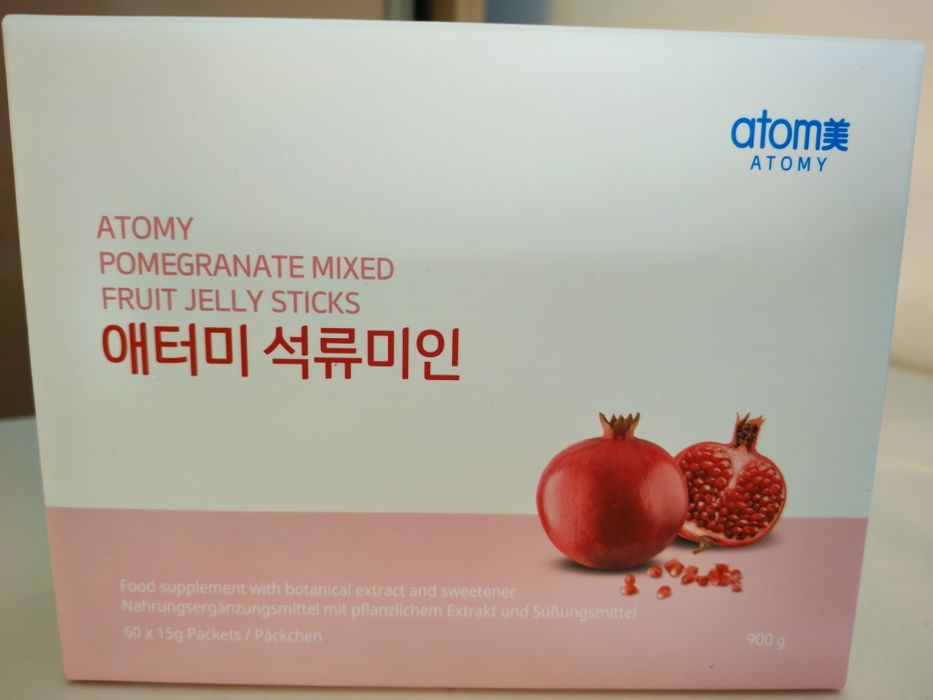 atom美
ATOMY
ATOMY
POMEGRANATE MIXED
FRUIT JELLY STICKS
애터미 석류미인
Food supplement with botanical extract and sweetener
Nahrungsergänzungsmittel mit pflanzlichem Extrakt und Süßungsmittel
60 x 15g Packets / Päckchen
900 g